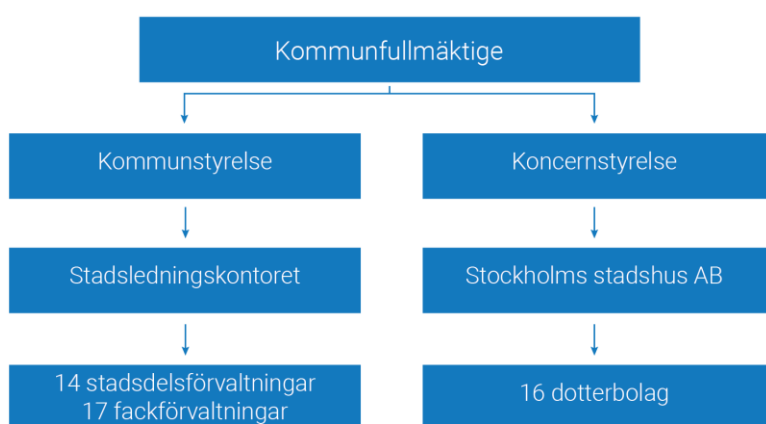 Kommunfullmäktige
Kommunstyrelse
Koncernstyrelse
Stadsledningskontoret
Stockholms stadshus AB
14 stadsdelsförvaltningar
17 fackförvaltningar
16 dotterbolag